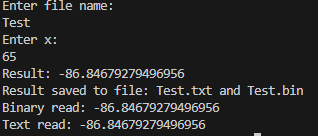 Enter file name:
Test
Enter x:
65
Result: -86.84679279496956
Result saved to file: Test.txt and Test.bin
Binary read: -86.84679279496956
Text read: -86.84679279496956